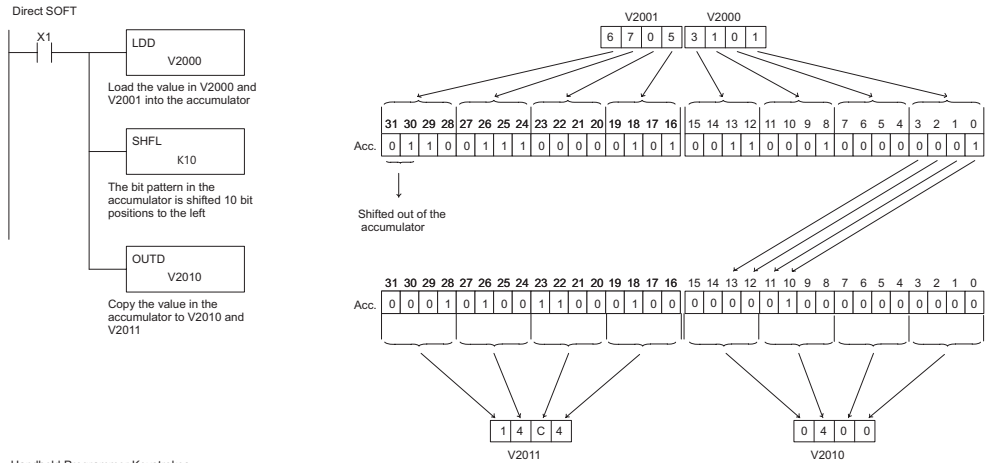 Direct SOFT
X1
LDD
V2000
Load the value in V2000 and
V2001 into the accumulator
SHFL
K10
The bit pattern in the
accumulator is shifted 10 bit
positions to the left
OUTD
V2010
Copy the value in the
accumulator to V2010 and
V2011
V2001 V2000
6 7 0 5 3 1 0 1
31 30 29 28 27 26 25 24 23 22 21 20 19 18 17 16 15 14 13 12 11 10 9 8 7 6 5 4 3 2 1 0
Acc. 0 1 1 0 0 1 1 1 0 0 0 0 0 1 0 1 0 0 1 1 0 0 0 1 0 0 0 0 0 0 0 1
Shifted out of the
accumulator
31 30 29 28 27 26 25 24 23 22 21 20 19 18 17 16 15 14 13 12 11 10 9 8 7 6 5 4 3 2 1 0
Acc. 0 0 0 1 0 1 0 0 1 1 0 0 0 1 0 0 0 0 0 0 0 1 0 0 0 0 0 0 0 0 0 0
1 4 C 4 0 4 0 0
V2011 V2010